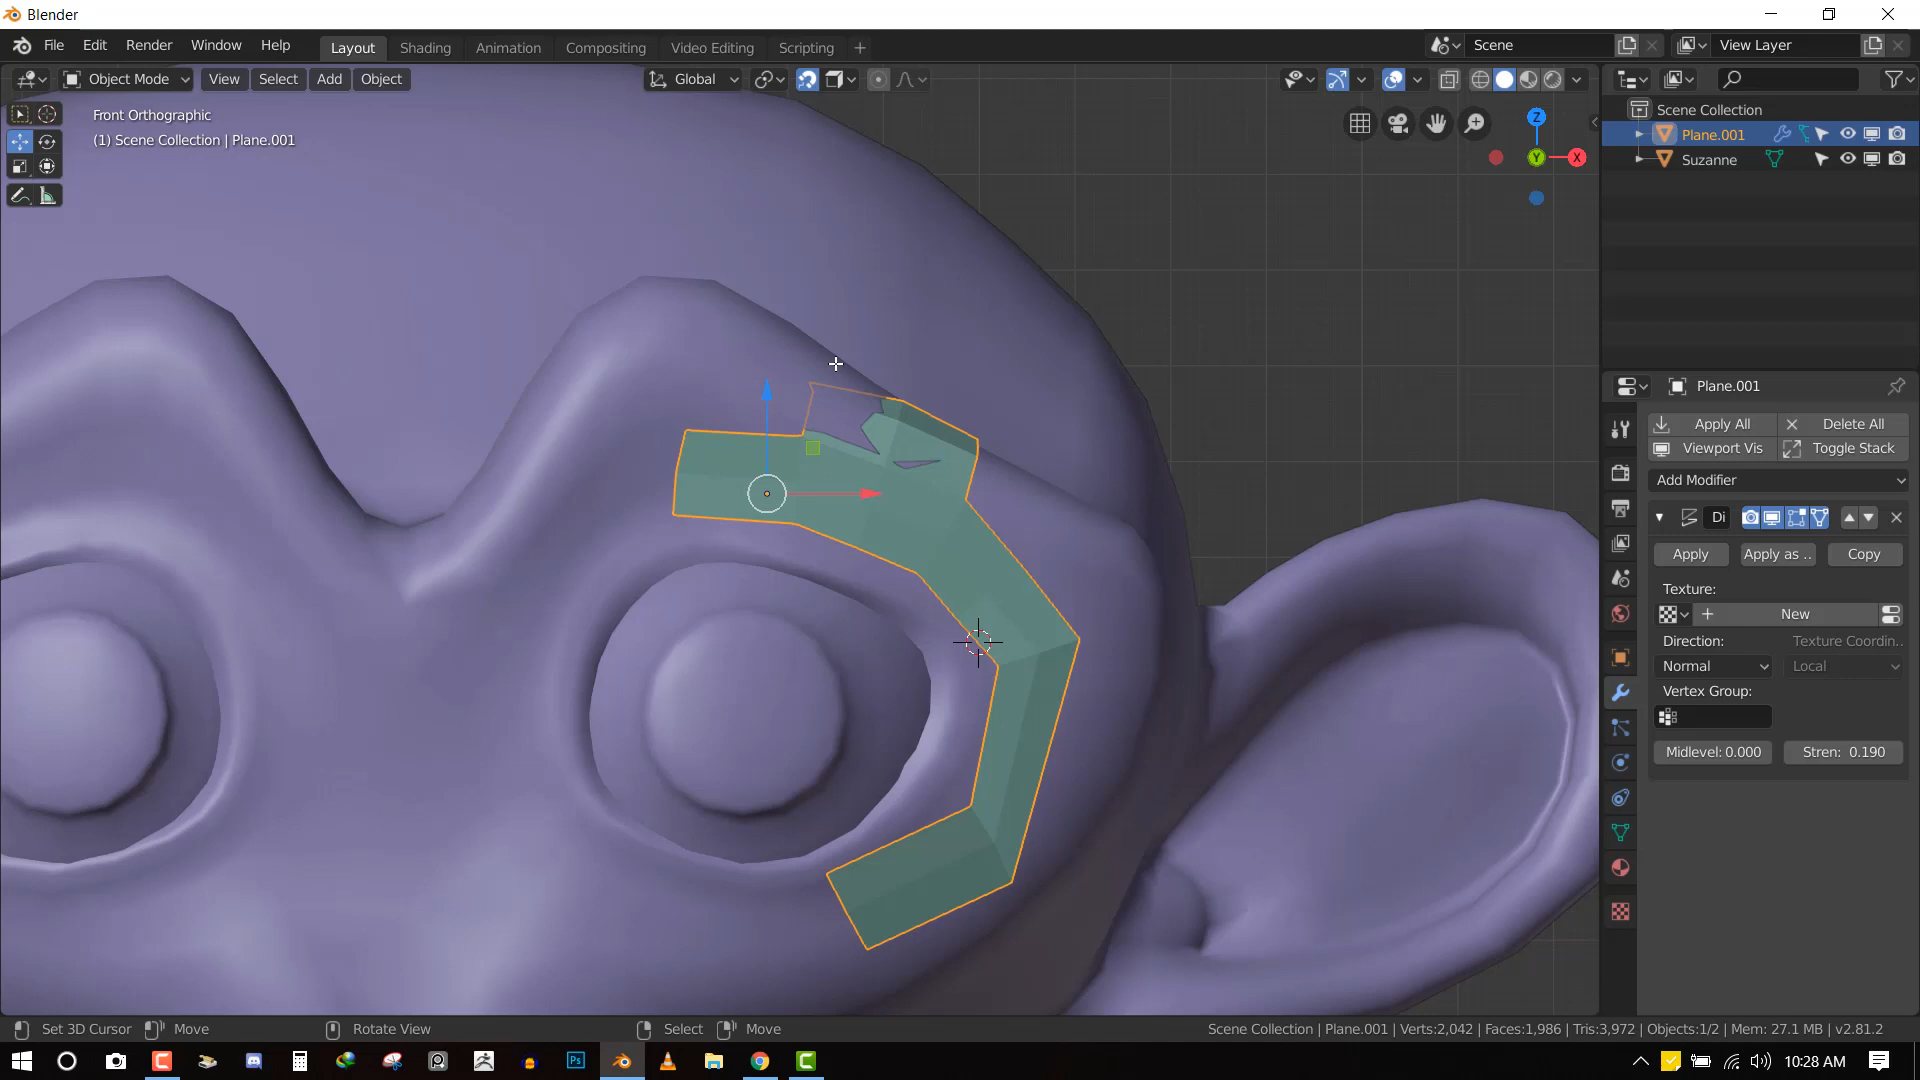 Blender
File Edit Render Window Help
Layout Shading Animation Compositing Video Editing Scripting
Scene
View Layer
Object Mode View Select Add Object
Global
Front Orthographic
(1) Scene Collection | Plane.001
Z
Y
X
Scene Collection
Plane.001
Suzanne
Plane.001
Apply All Delete All
Viewport Vis Toggle Stack
Add Modifier
Di
Apply Apply as .. Copy
Texture:
New
Direction: Texture Coordin..
Normal Local
Vertex Group:
Midlevel: 0.000 Stren: 0.190
Set 3D Cursor Move Rotate View Select Move
Scene Collection | Plane.001 | Verts:2,042 | Faces:1,986 | Tris:3,972 | Objects:1/2 | Mem: 27.1 MB | v2.81.2
Ps
10:28 AM